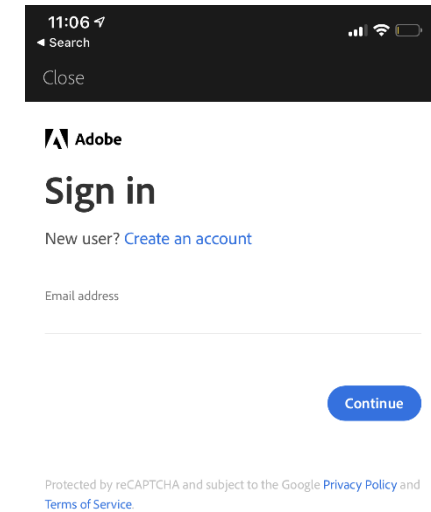 11:06
Search
Close
Adobe
Sign in
New user? Create an account
Email address
Continue
Protected by reCAPTCHA and subject to the Google Privacy Policy and
Terms of Service.